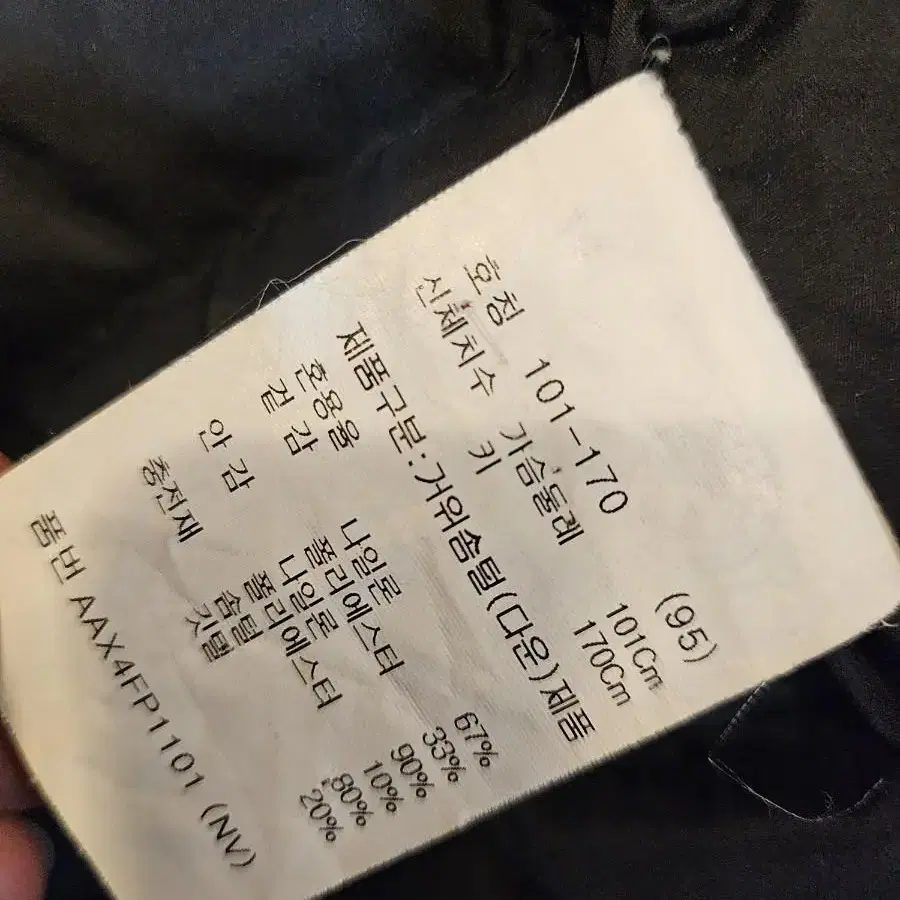 호칭 101-170 (95)
신체치수 가슴둘레 101Cm
키 170Cm
제품구분:거위솜털(다운)제품
혼용율
겉감 나일론 67%
폴리에스터 33%
안감 나일론 90%
폴리에스터 10%
충전재 솜털 80%
깃털 20%
품번 AAX4FP1101 (NV)